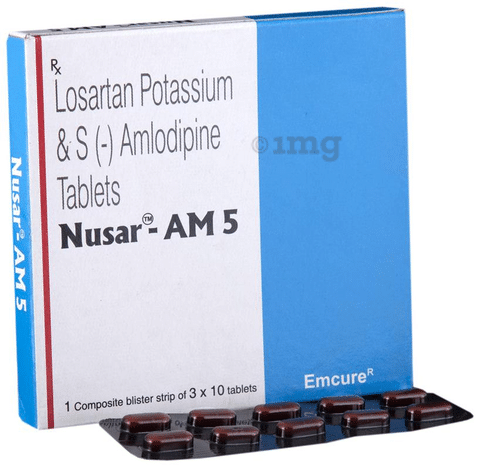 Rx
Losartan Potassium
& S (-) Amlodipine
Tablets
Nusar™- AM 5
1 Composite blister strip of 3 x 10 tablets
Emcureᴿ
Nusar®- AM 5
1mg